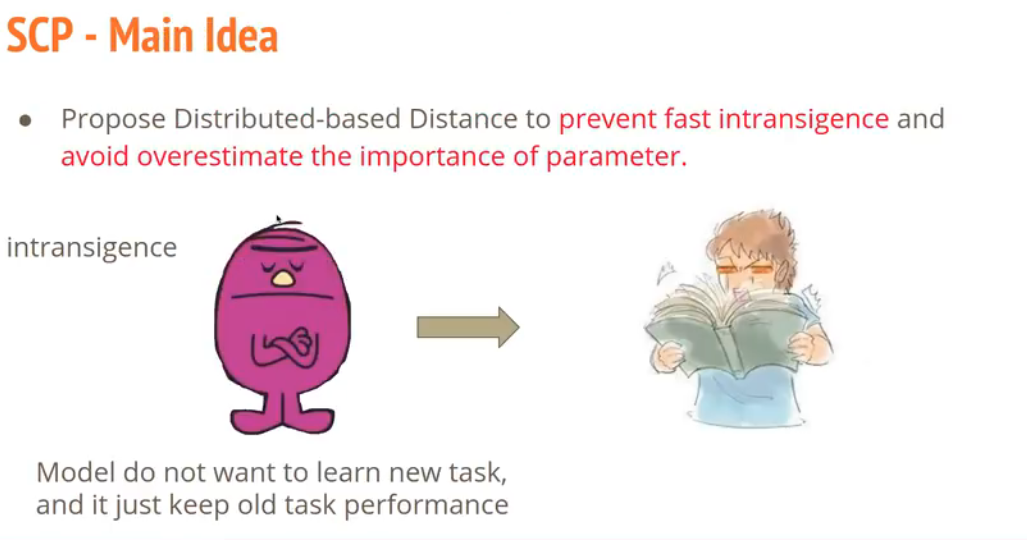 SCP - Main Idea
● Propose Distributed-based Distance to prevent fast intransigence and
avoid overestimate the importance of parameter.
intransigence
Model do not want to learn new task,
and it just keep old task performance